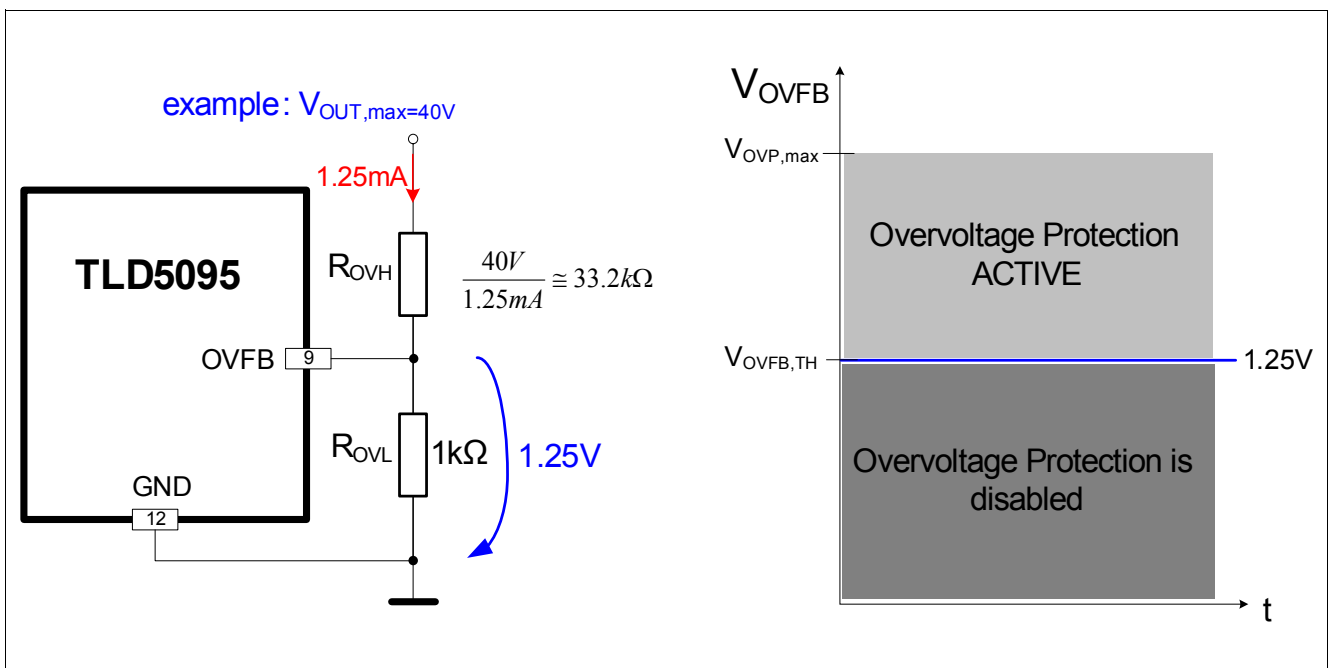 example: VOUT,max=40V
1.25mA
TLD5095
ROVH
40V
1.25mA
≅ 33.2kΩ
OVFB
9
ROVL
1kΩ
1.25V
GND
12
VOVFB
VOVP,max
Overvoltage Protection
ACTIVE
VOVFB,TH
1.25V
Overvoltage Protection is
disabled
t